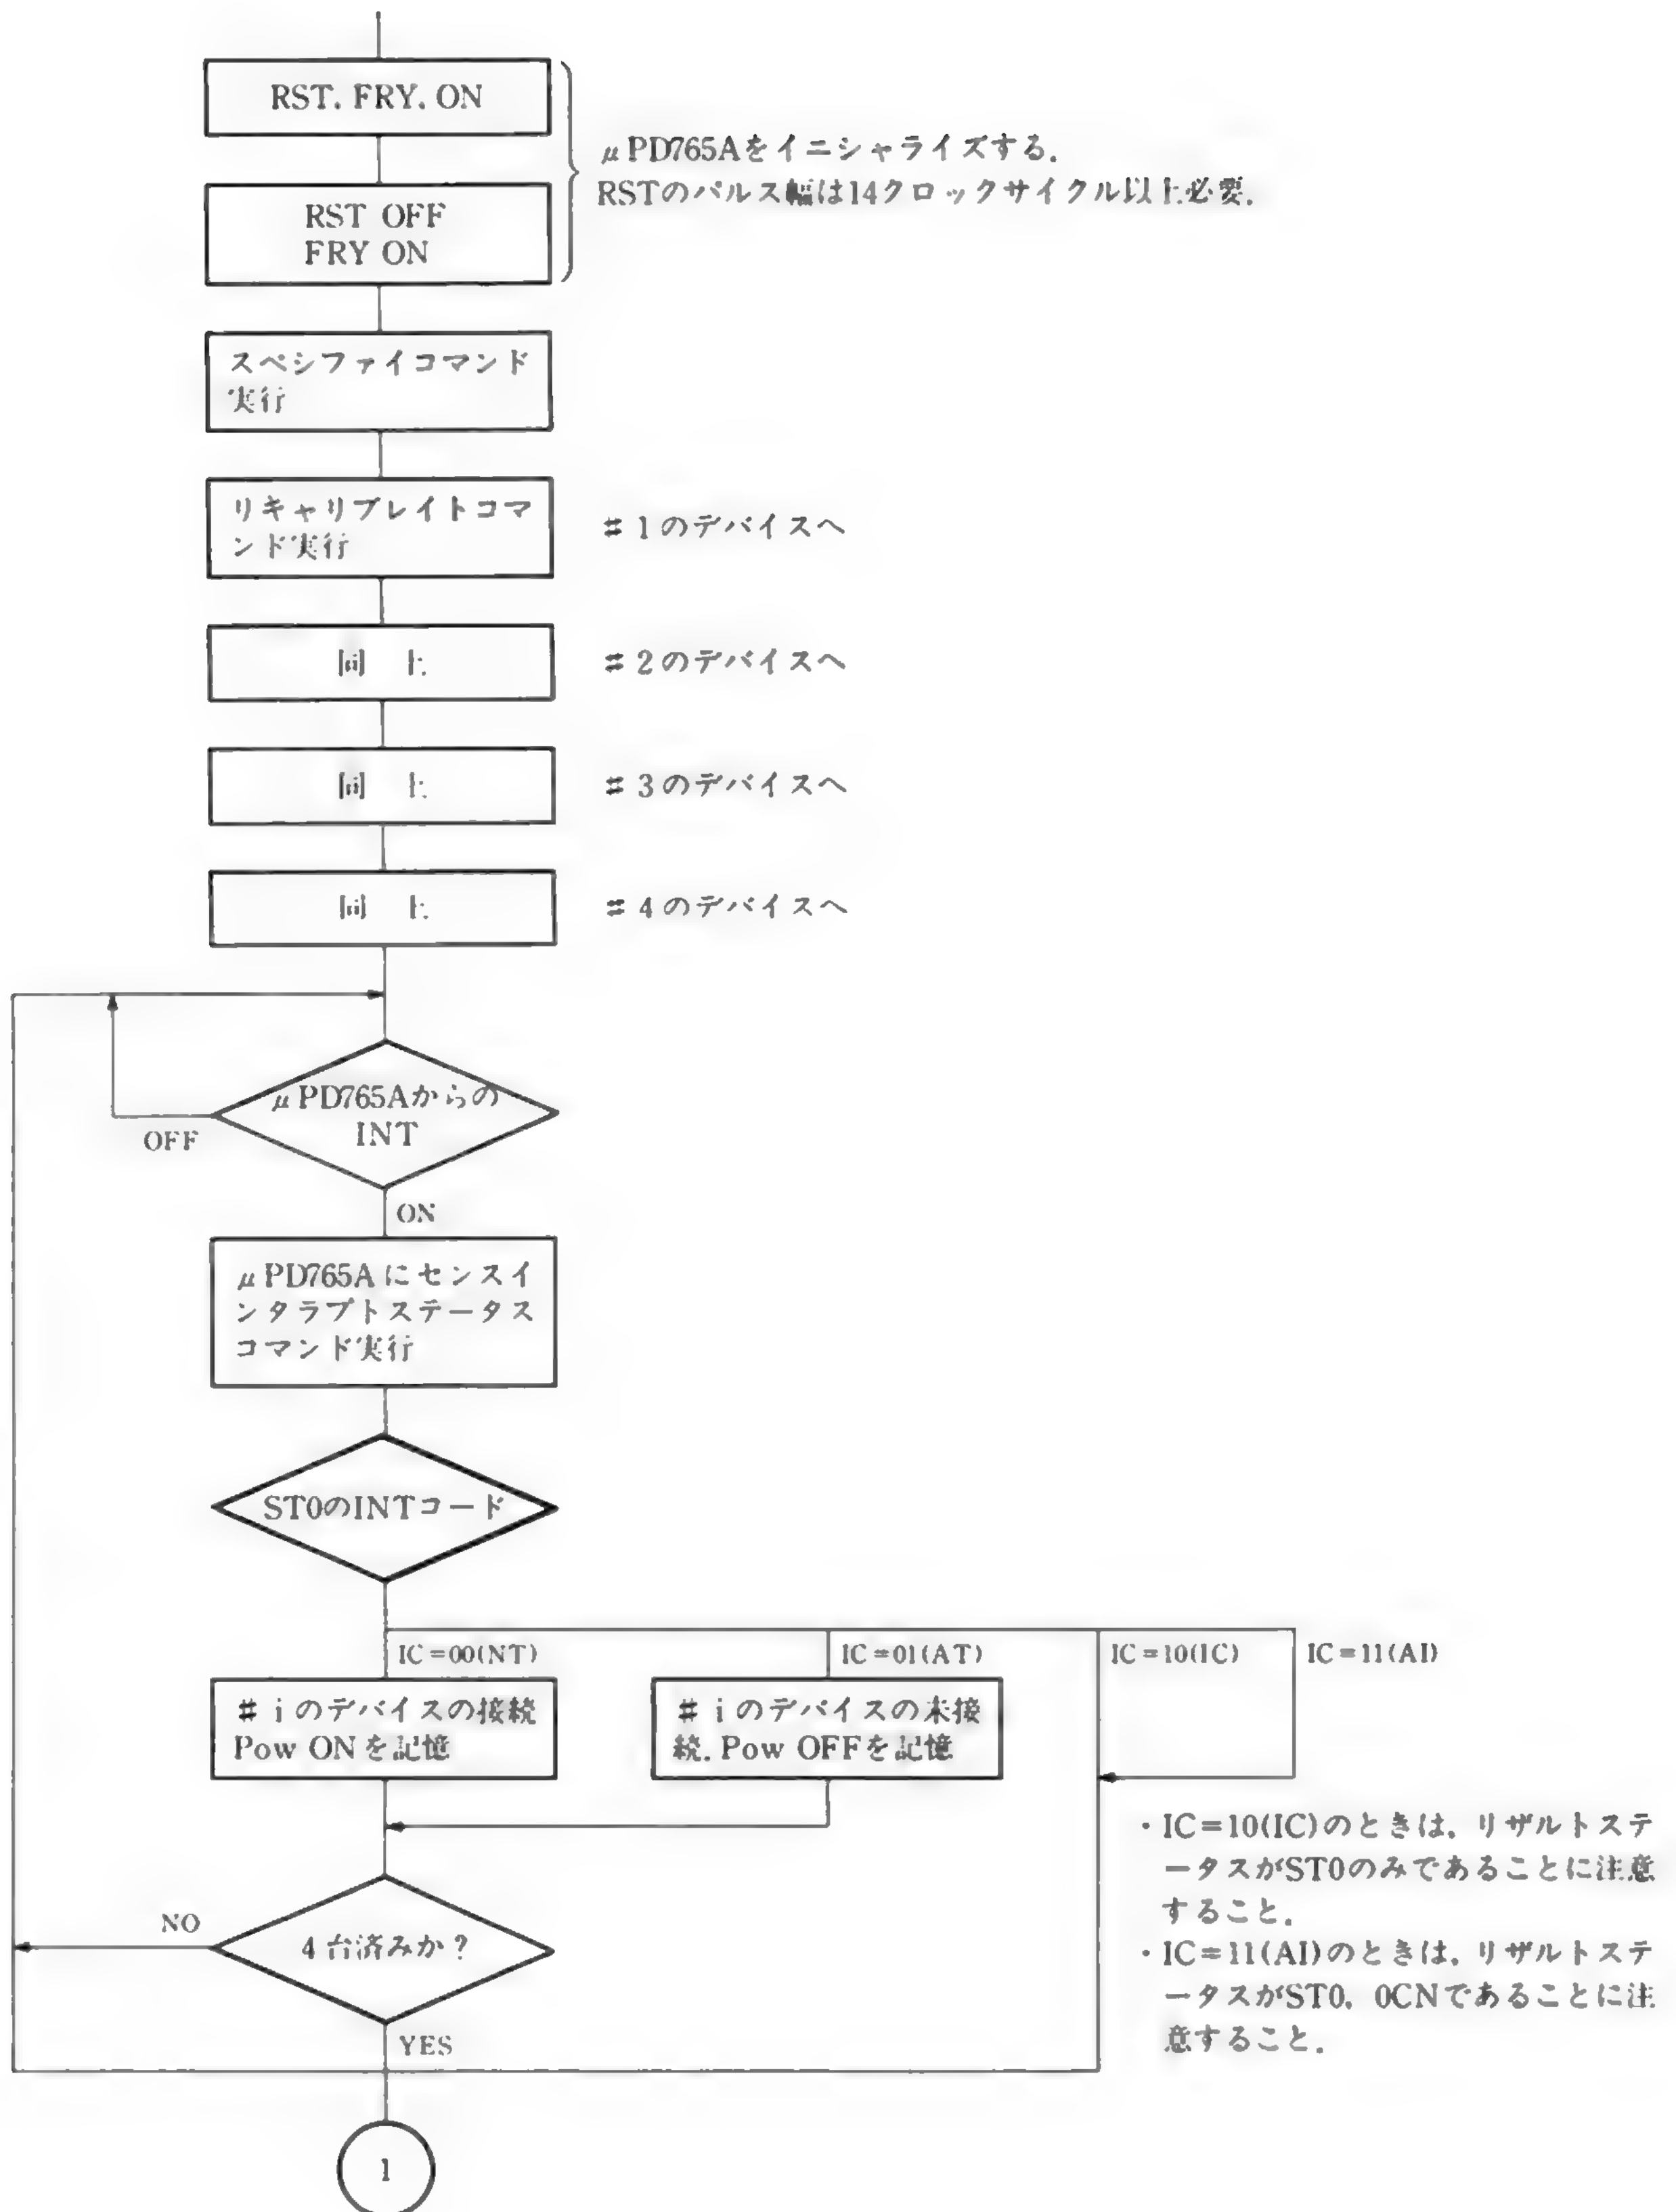 RST. FRY. ON
μPD765Aをイニシャライズする.
RSTのパルス幅は14クロックサイクル以上必要.
RST OFF
FRY ON
スペシファイコマンド
実行
リキャリブレイトコマ
ンド実行
# 1のデバイスへ
同 上
# 2のデバイスへ
同 上
# 3のデバイスへ
同 上
# 4のデバイスへ
μPD765Aからの
INT
OFF
ON
μPD765Aにセンスイ
ンタラプトステータス
コマンド実行
ST0のINTコード
IC=00(NT)
IC=01(AT)
IC=10(IC)
IC=11(AI)
# iのデバイスの接続
Pow ONを記憶
# iのデバイスの未接
続. Pow OFFを記憶
・IC=10(IC)のときは, リザルトステ
ータスがST0のみであることに注意
すること.
・IC=11(AI)のときは, リザルトステ
ータスがST0, 0CNであることに注
意すること.
NO
4台済みか?
YES
1